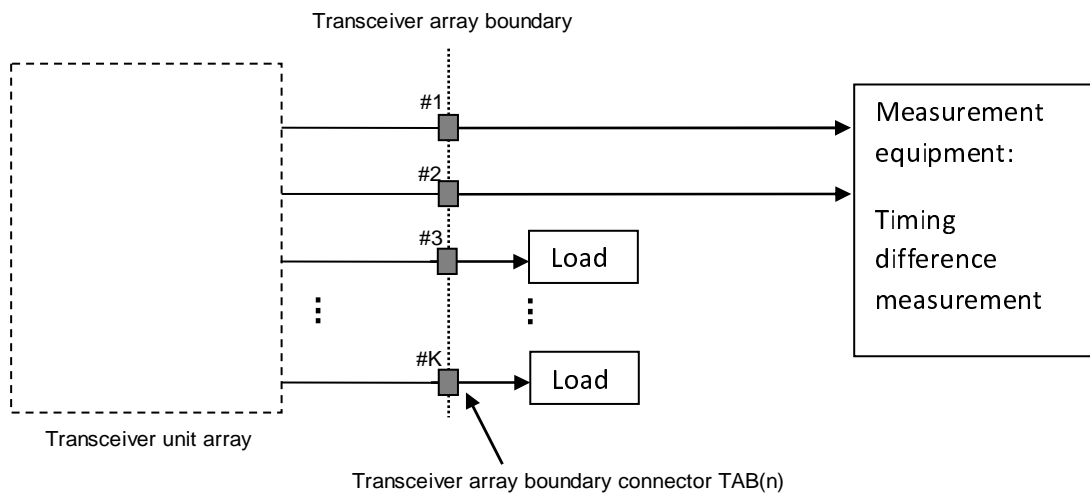 Transceiver array boundary
#1
#2
#3
#K
Load
Load
Measurement
equipment:
Timing
difference
measurement
Transceiver unit array
Transceiver array boundary connector TAB(n)